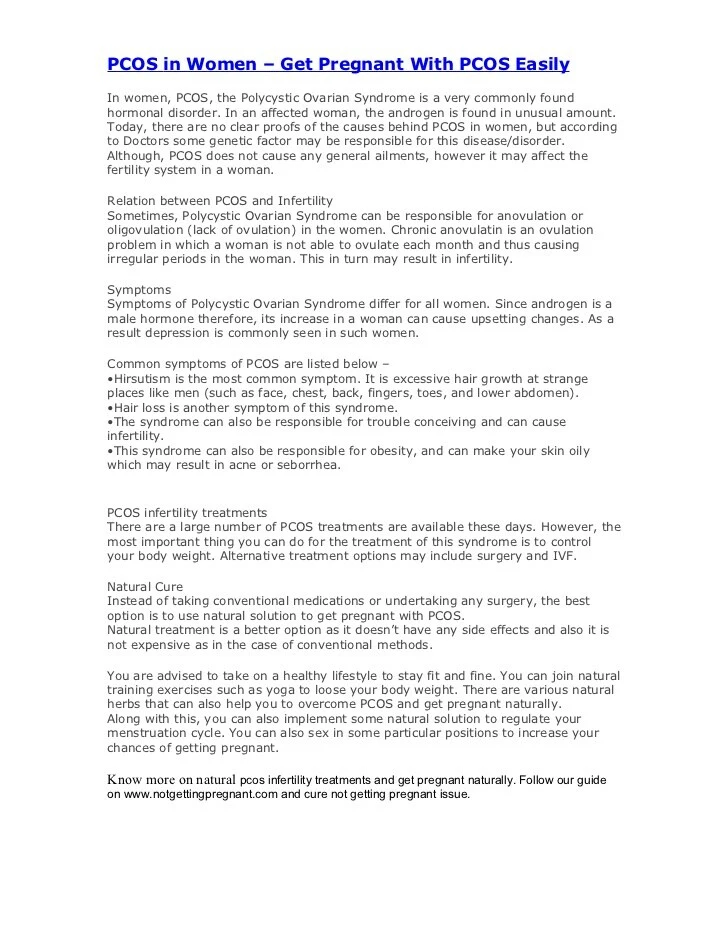 PCOS in Women – Get Pregnant With PCOS Easily
In women, PCOS, the Polycystic Ovarian Syndrome is a very commonly found
hormonal disorder. In an affected woman, the androgen is found in unusual amount.
Today, there are no clear proofs of the causes behind PCOS in women, but according
to Doctors some genetic factor may be responsible for this disease/disorder.
Although, PCOS does not cause any general ailments, however it may affect the
fertility system in a woman.
Relation between PCOS and Infertility
Sometimes, Polycystic Ovarian Syndrome can be responsible for anovulation or
oligovulation (lack of ovulation) in the women. Chronic anovulatin is an ovulation
problem in which a woman is not able to ovulate each month and thus causing
irregular periods in the woman. This in turn may result in infertility.
Symptoms
Symptoms of Polycystic Ovarian Syndrome differ for all women. Since androgen is a
male hormone therefore, its increase in a woman can cause upsetting changes. As a
result depression is commonly seen in such women.
Common symptoms of PCOS are listed below –
•Hirsutism is the most common symptom. It is excessive hair growth at strange
places like men (such as face, chest, back, fingers, toes, and lower abdomen).
•Hair loss is another symptom of this syndrome.
•The syndrome can also be responsible for trouble conceiving and can cause
infertility.
•This syndrome can also be responsible for obesity, and can make your skin oily
which may result in acne or seborrhea.
PCOS infertility treatments
There are a large number of PCOS treatments are available these days. However, the
most important thing you can do for the treatment of this syndrome is to control
your body weight. Alternative treatment options may include surgery and IVF.
Natural Cure
Instead of taking conventional medications or undertaking any surgery, the best
option is to use natural solution to get pregnant with PCOS.
Natural treatment is a better option as it doesn’t have any side effects and also it is
not expensive as in the case of conventional methods.
You are advised to take on a healthy lifestyle to stay fit and fine. You can join natural
training exercises such as yoga to loose your body weight. There are various natural
herbs that can also help you to overcome PCOS and get pregnant naturally.
Along with this, you can also implement some natural solution to regulate your
menstruation cycle. You can also sex in some particular positions to increase your
chances of getting pregnant.
Know more on natural pcos infertility treatments and get pregnant naturally. Follow our guide
on www.notgettingpregnant.com and cure not getting pregnant issue.